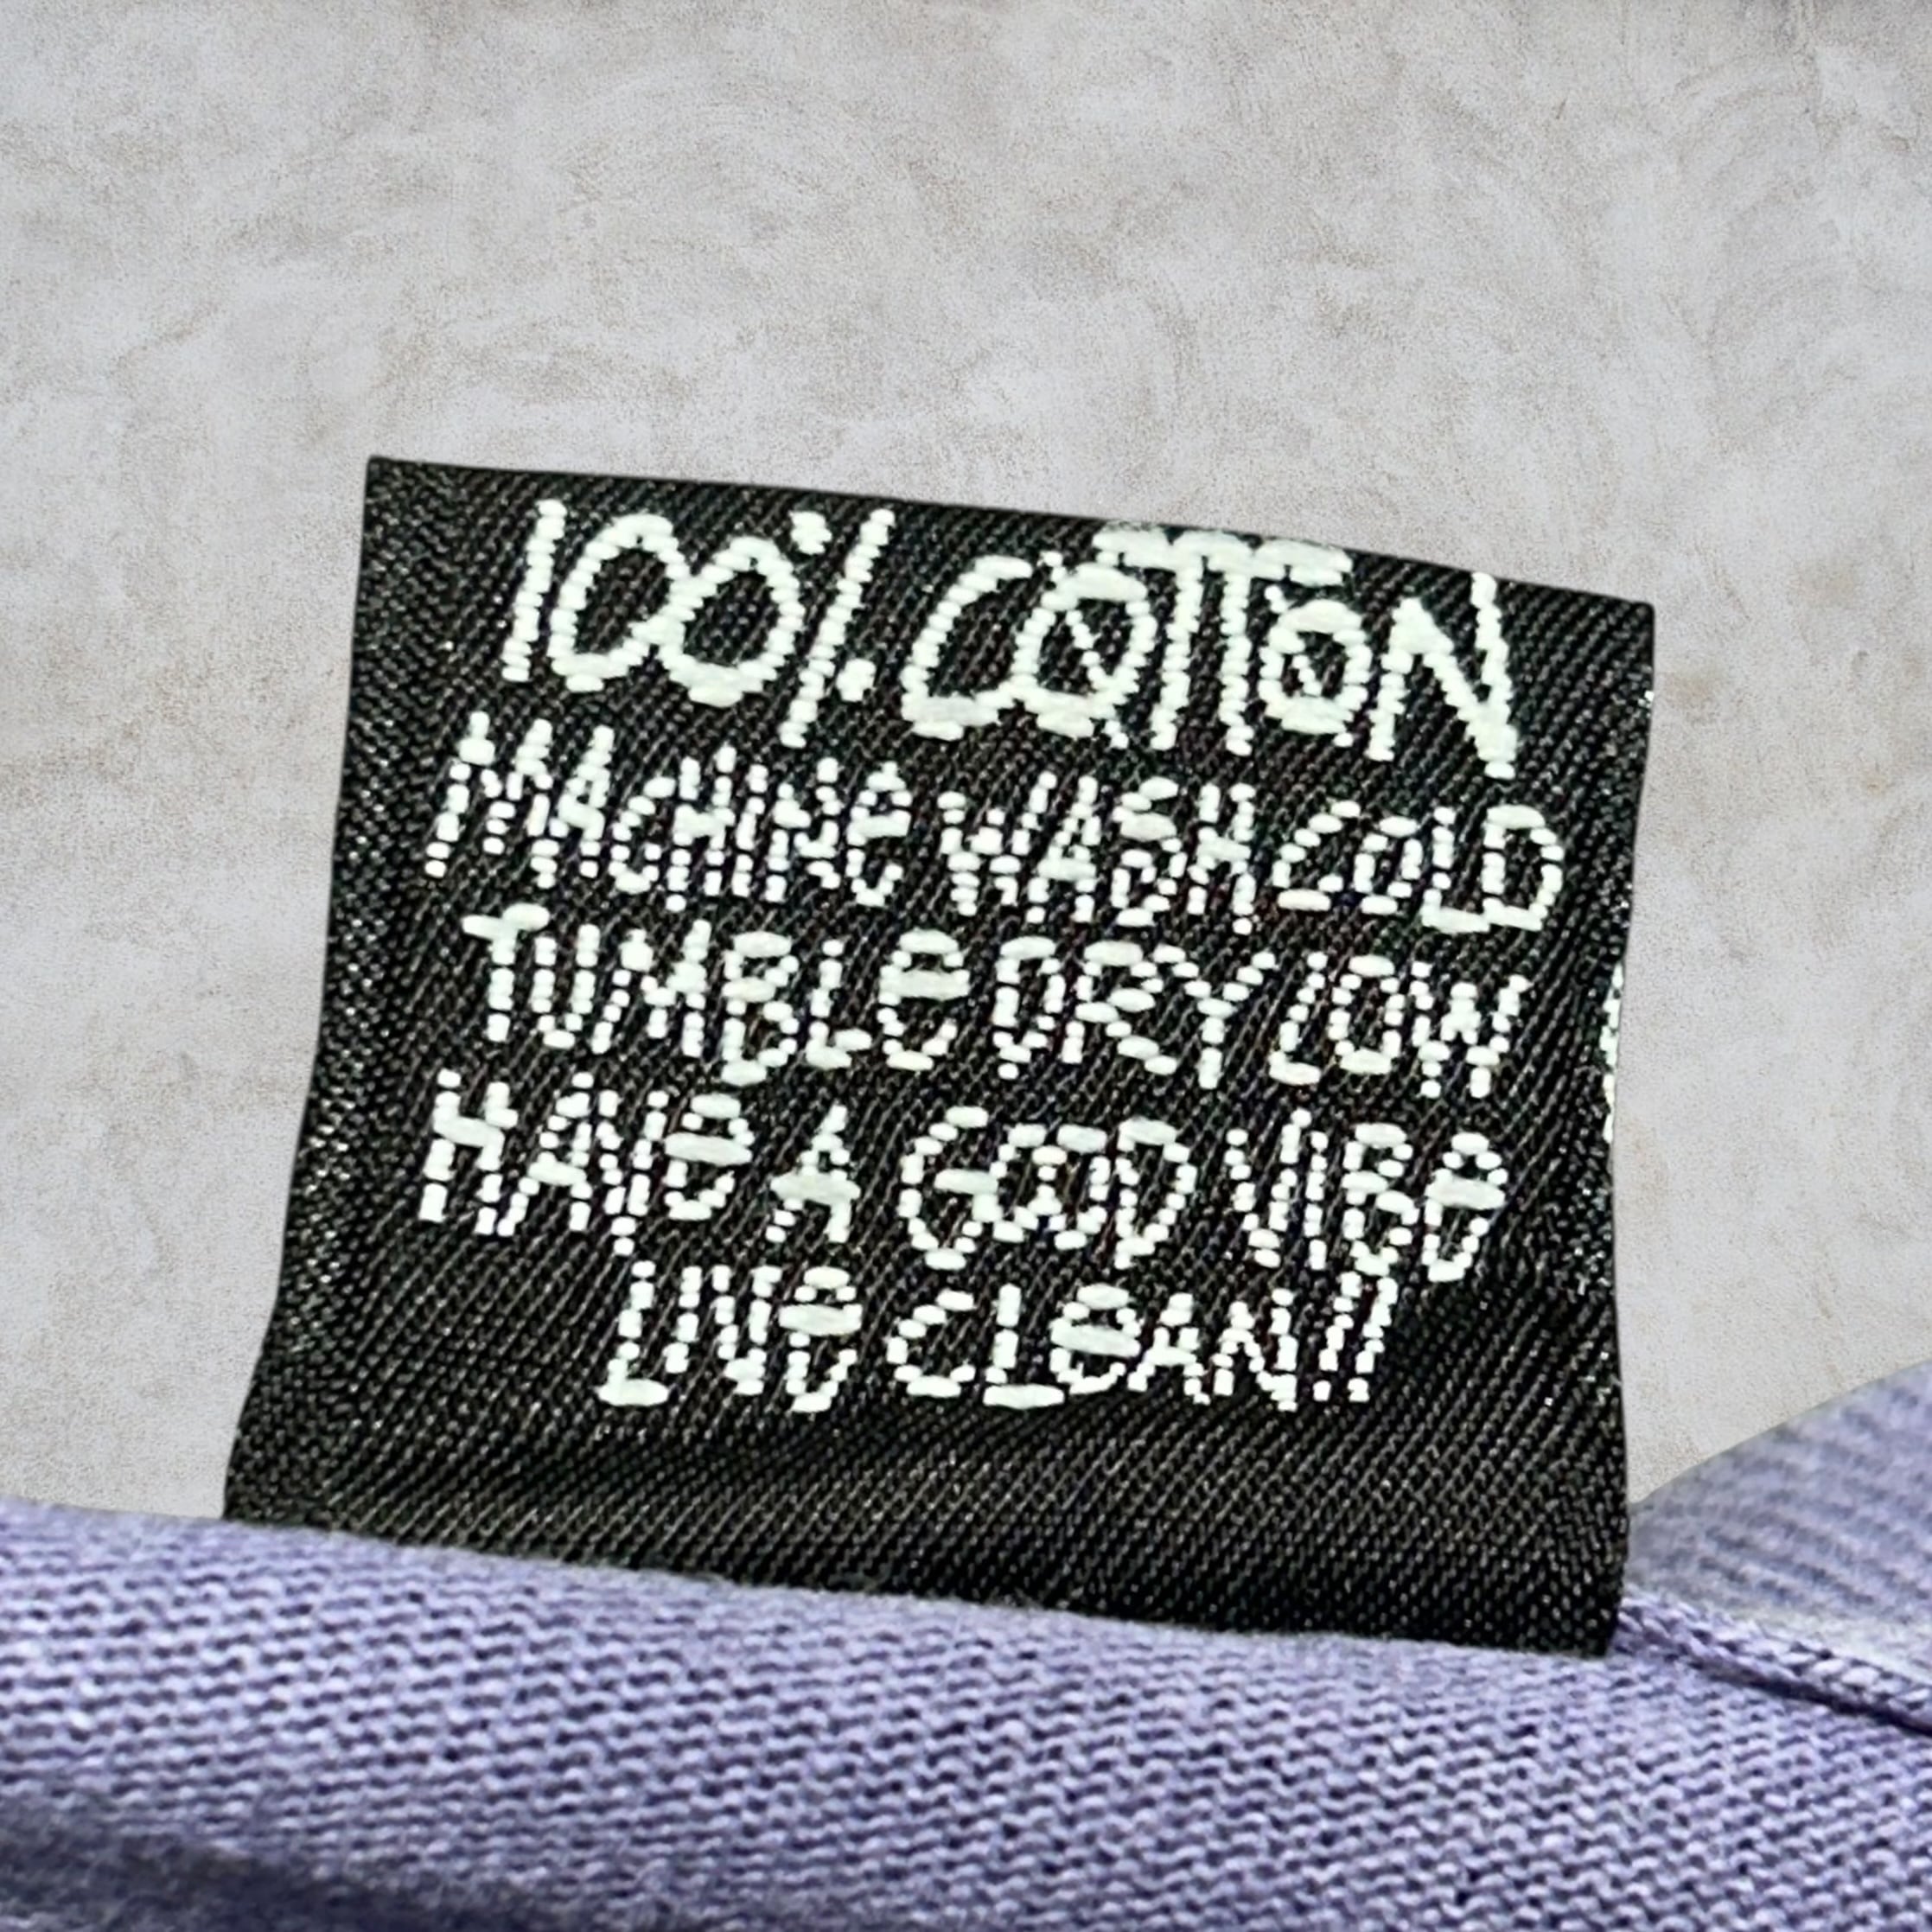 100% COTTON
MACHINe WASH COLD
TUMBLe DRY LOW
HAVe A GOOD VIBe
LIVe CLeAN!!